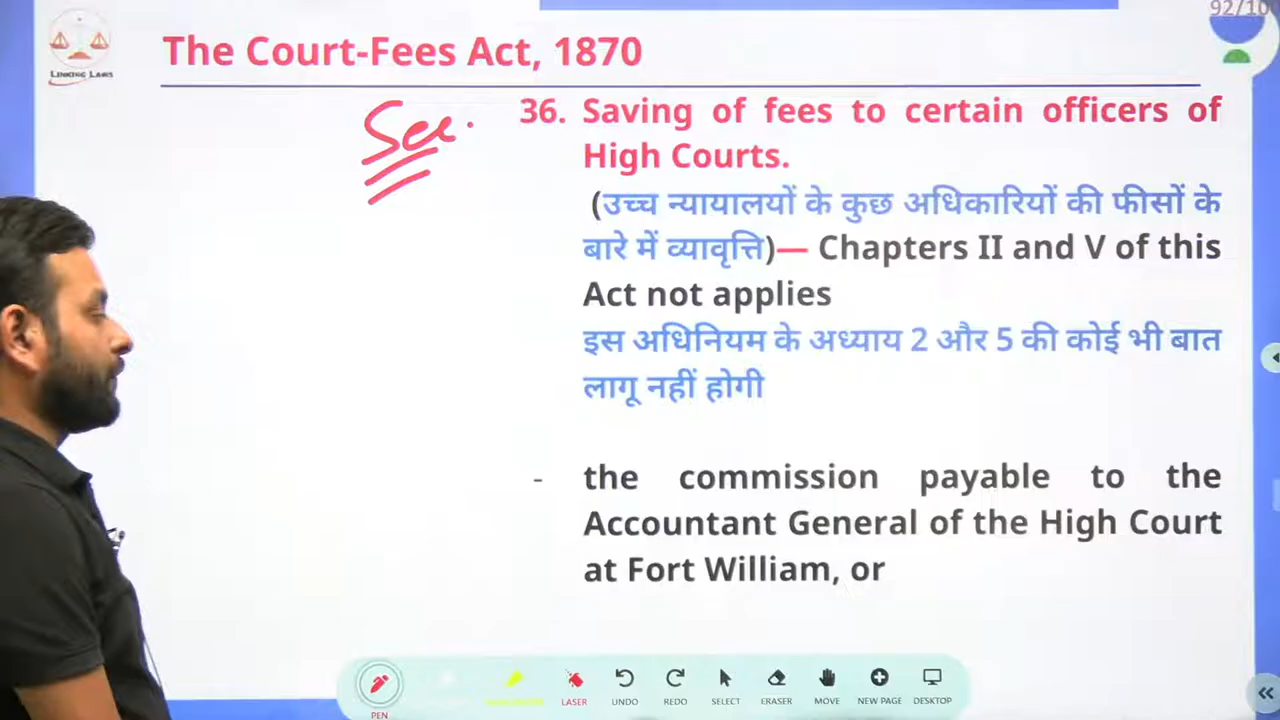 92/100
LINKING LAWS
The Court-Fees Act, 1870
See.
36. Saving of fees to certain officers of
High Courts.
(उच्च न्यायालयों के कुछ अधिकारियों की फीसों के
बारे में व्यावृत्ति)— Chapters II and V of this
Act not applies
इस अधिनियम के अध्याय 2 और 5 की कोई भी बात
लागू नहीं होगी
- the commission payable to the
Accountant General of the High Court
at Fort William, or
PEN
LASER
UNDO
REDO
SELECT
ERASER
MOVE
NEW PAGE
DESKTOP